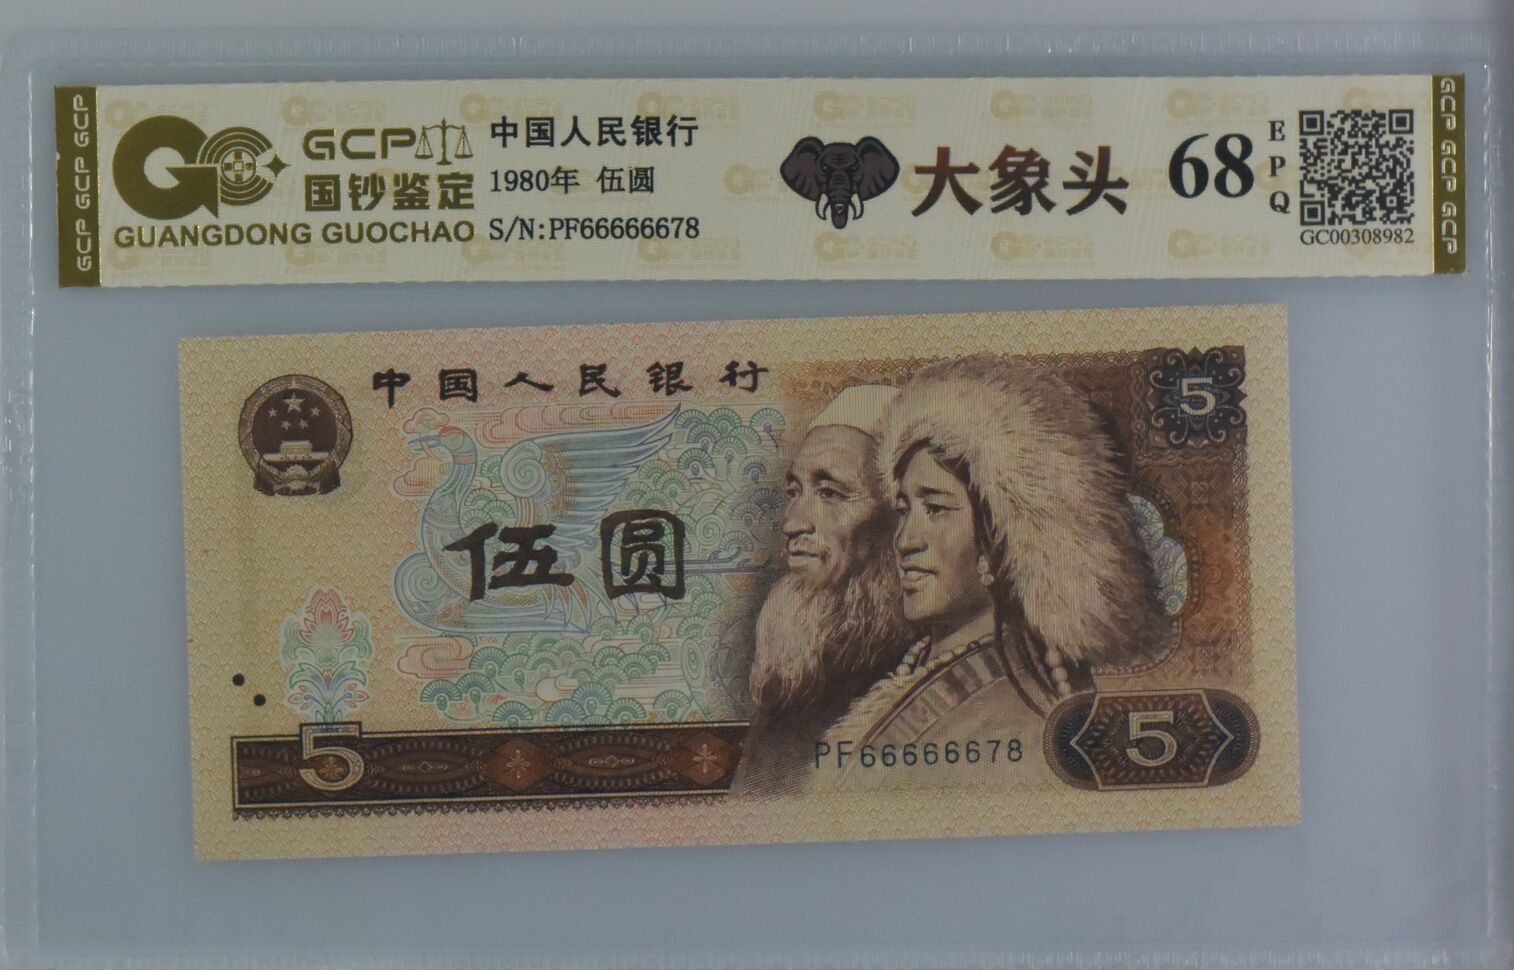 GCP GCP GCP
GCP
国钞鉴定
GUANGDONG GUOCHAO
中国人民银行
1980年 伍圆
S/N:PF66666678
大象头
68
EPQ
GC00308982
GCP GCP GCP
中国人民银行
5
伍圆
5
PF66666678
5